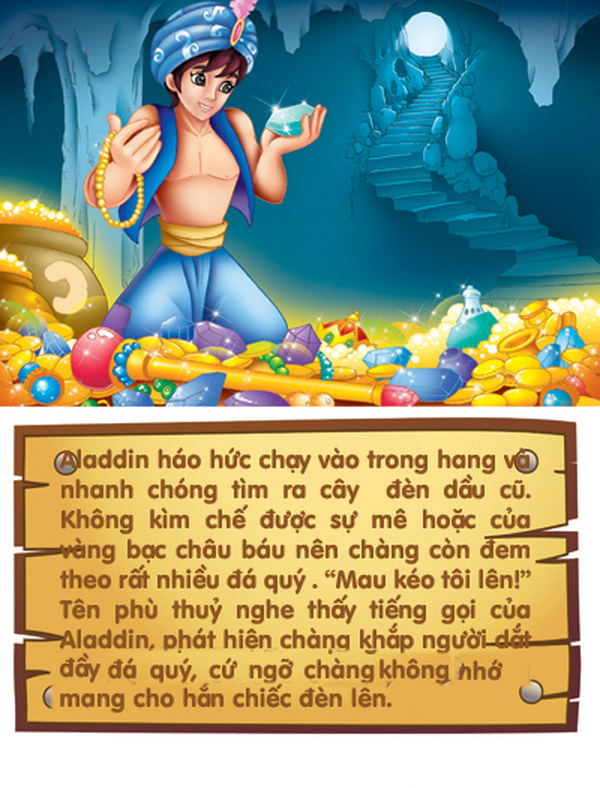 Aladdin háo hức chạy vào trong hang và
nhanh chóng tìm ra cây đèn dầu cũ.
Không kìm chế được sự mê hoặc của
vàng bạc châu báu nên chàng còn đem
theo rất nhiều đá quý . “Mau kéo tôi lên!”
Tên phù thuỷ nghe thấy tiếng gọi của
Aladdin, phát hiện chàng khắp người dắt
đầy đá quý, cứ ngỡ chàng không nhớ
mang cho hắn chiếc đèn lên.